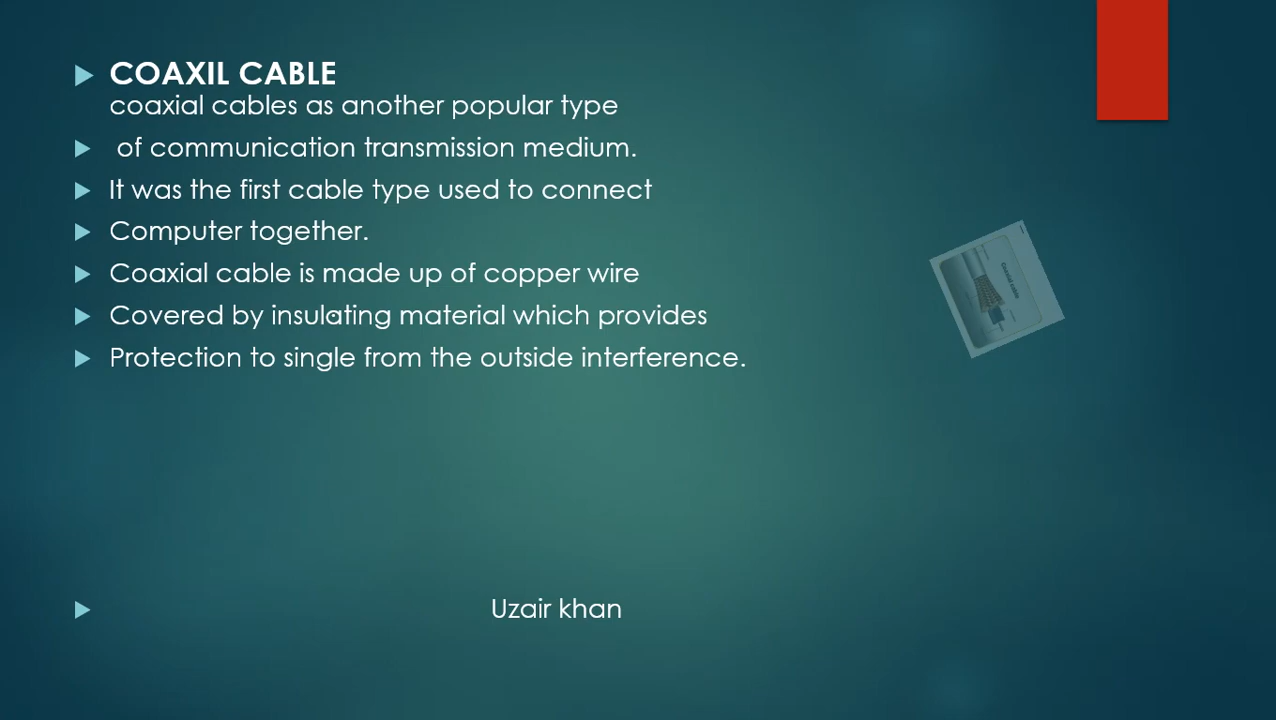 COAXIL CABLE
coaxial cables as another popular type
of communication transmission medium.
It was the first cable type used to connect
Computer together.
Coaxial cable is made up of copper wire
Covered by insulating material which provides
Protection to single from the outside interference.
Coaxial cable
Uzair khan